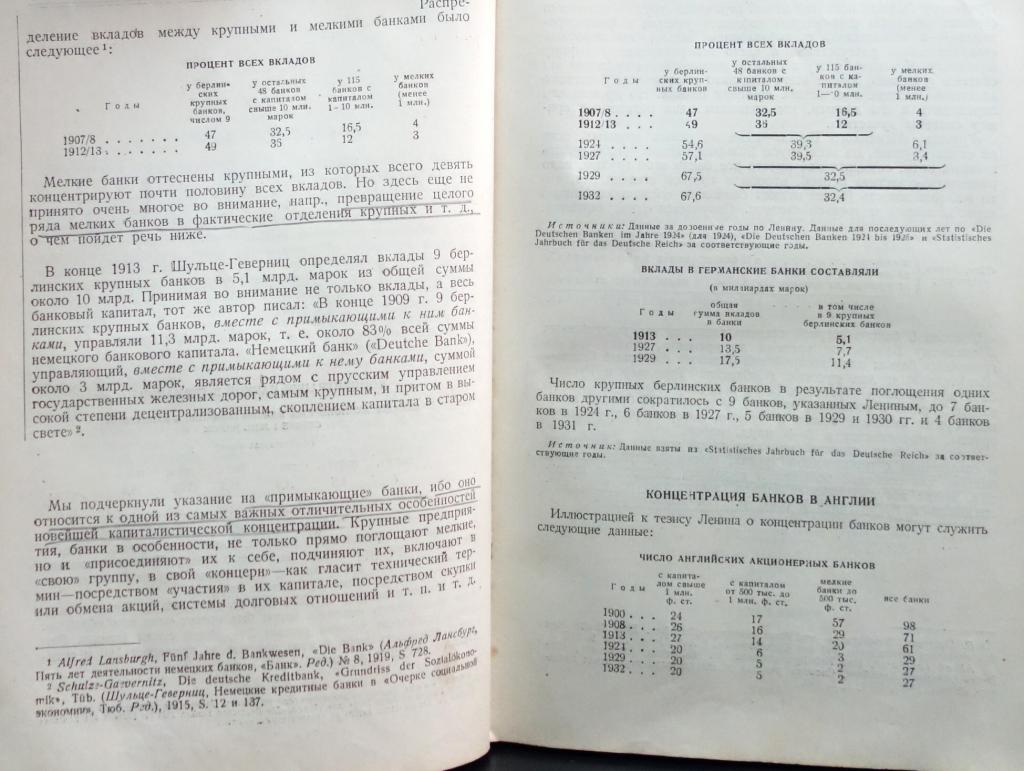 Распре-
деление вкладов между крупными и мелкими банками было
следующее ¹:
ПРОЦЕНТ ВСЕХ ВКЛАДОВ
Годы у берлин-ских крупных банков, числом 9 у остальных 48 банков с капиталом свыше 10 млн. марок у 115 банков с капиталом 1—10 млн. у мелких банков (менее 1 млн.)
1907/8 . . . . . . . 47 32,5 16,5 4
1912/13 . . . . . . . 49 36 12 3
Мелкие банки оттеснены крупными, из которых всего девять
концентрируют почти половину всех вкладов. Но здесь еще не
принято очень многое во внимание, напр., превращение целого
ряда мелких банков в фактические отделения крупных и т. д.,
о чем пойдет речь ниже.
В конце 1913 г. Шульце-Геверниц определял вклады 9 бер-
линских крупных банков в 5,1 млрд. марок из общей суммы
около 10 млрд. Принимая во внимание не только вклады, а весь
банковый капитал, тот же автор писал: «В конце 1909 г. 9 бер-
линских крупных банков, вместе с примыкающими к ним бан-
ками, управляли 11,3 млрд. марок, т. е. около 83% всей суммы
немецкого банкового капитала. «Немецкий банк» («Deutche Bank»),
управляющий, вместе с примыкающими к нему банками, суммой
около 3 млрд. марок, является рядом с прусским управлением
государственных железных дорог, самым крупным, и притом в вы-
сокой степени децентрализованным, скоплением капитала в старом
свете» ².
Мы подчеркнули указание на «примыкающие» банки, ибо оно
относится к одной из самых важных отличительных особенностей
новейшей капиталистической концентрации. Крупные предприя-
тия, банки в особенности, не только прямо поглощают мелкие,
но и «присоединяют» их к себе, подчиняют их, включают в
«свою» группу, в свой «концерн»—как гласит технический тер-
мин—посредством «участия» в их капитале, посредством скупки
или обмена акций, системы долговых отношений и т. п. и т. д.
¹ Alfred Lansburgh, Fünf Jahre d. Bankwesen, «Die Bank» (Альфред Лансбург,
Пять лет деятельности немецких банков, «Банк». Ред.) № 8, 1919, S 728.
² Schulze-Gaevernitz, Die deutsche Kreditbank, «Grundriss der Sozialökono-
mik», Tüb. (Шульце-Геверниц, Немецкие кредитные банки в «Очерке социальной
экономии», Тюб. Ред.), 1915, S. 12 и 137.
ПРОЦЕНТ ВСЕХ ВКЛАДОВ
Годы у берлин-ских круп-ных банков у остальных 48 банков с капиталом свыше 10 млн. марок у 115 бан-ков с ка-питалом 1—10 млн. у мелких банков (менее 1 млн.)
1907/8 . . . . 47 32,5 16,5 4
1912/13 . . . 49 36 12 3
1924 . . . . 54,6 39,3 6,1
1927 . . . . 57,1 39,5 3,4
1929 . . . . 67,5 32,5
1932 . . . . 67,6 32,4
Источники: Данные за дозоенные годы по Ленину. Данные для последующих лет по «Die
Deutschen Banken im Jahre 1924» (для 1924), «Die Deutschen Banken 1924 bis 1926» и «Statistisches
Jahrbuch für das Deutsche Reich» за соответствующие годы.
ВКЛАДЫ В ГЕРМАНСКИЕ БАНКИ СОСТАВЛЯЛИ
(в миллиардах марок)
Годы общая сумма вкладов в банки в том числе в 9 крупных берлинских банков
1913 . . . 10 5,1
1927 . . . 13,5 7,7
1929 . . . 17,5 11,4
Число крупных берлинских банков в результате поглощения одних
банков другими сократилось с 9 банков, указанных Лениным, до 7 бан-
ков в 1924 г., 6 банков в 1927 г., 5 банков в 1929 и 1930 гг. и 4 банков
в 1931 г.
Источник: Данные взяты из «Statistisches Jahrbuch für das Deutsche Reich» за соответ-
ствующие годы.
КОНЦЕНТРАЦИЯ БАНКОВ В АНГЛИИ
Иллюстрацией к тезису Ленина о концентрации банков могут служить
следующие данные:
ЧИСЛО АНГЛИЙСКИХ АКЦИОНЕРНЫХ БАНКОВ
Годы с капита-лом свыше 1 млн. ф. ст. с капиталом от 500 тыс. до 1 млн. ф. ст. мелкие банки до 500 тыс. ф. ст. все банки
1900 . . . 24 17 57 98
1908 . . . 26 16 29 71
1913 . . . 27 14 20 61
1924 . . . 20 6 3 29
1929 . . . 20 5 2 27
1932 . . . 20 5 2 27